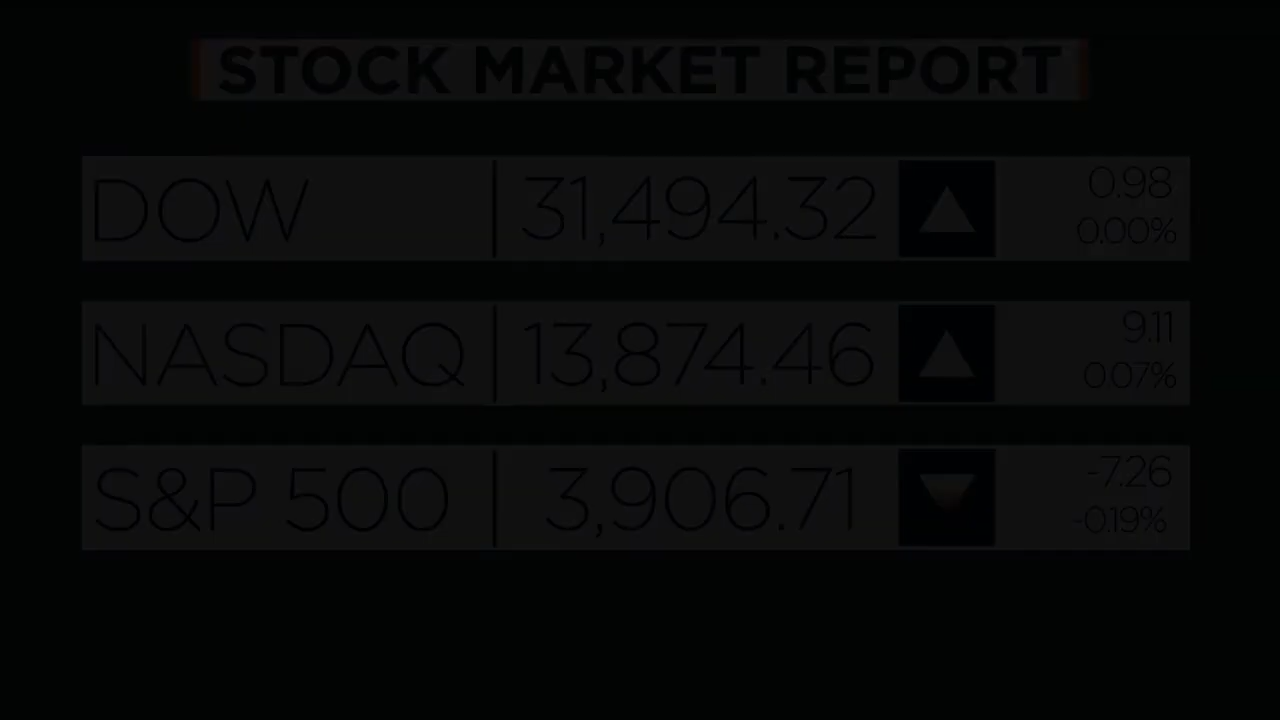 STOCK MARKET REPORT
DOW 31,494.32 0.98
0.00%
NASDAQ 13,874.46 9.11
0.07%
S&P 500 3,906.71 -7.26
-0.19%